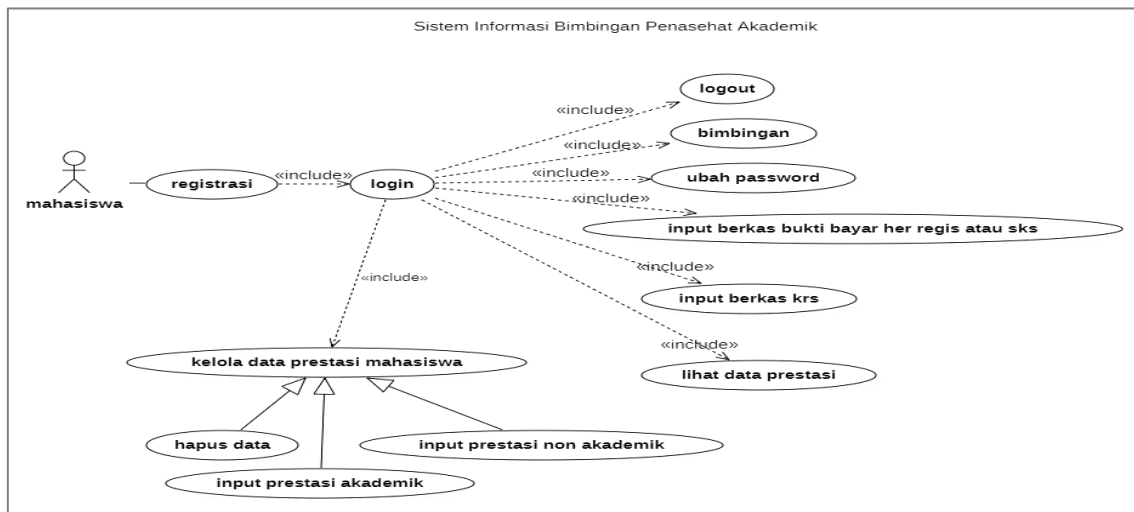 Sistem Informasi Bimbingan Penasehat Akademik
logout
«include»
bimbingan
«include»
mahasiswa
registrasi
«include»
login
«include»
ubah password
«include»
input berkas bukti bayar her regis atau sks
«include»
input berkas krs
«include»
kelola data prestasi mahasiswa
«include»
lihat data prestasi
hapus data
input prestasi non akademik
input prestasi akademik